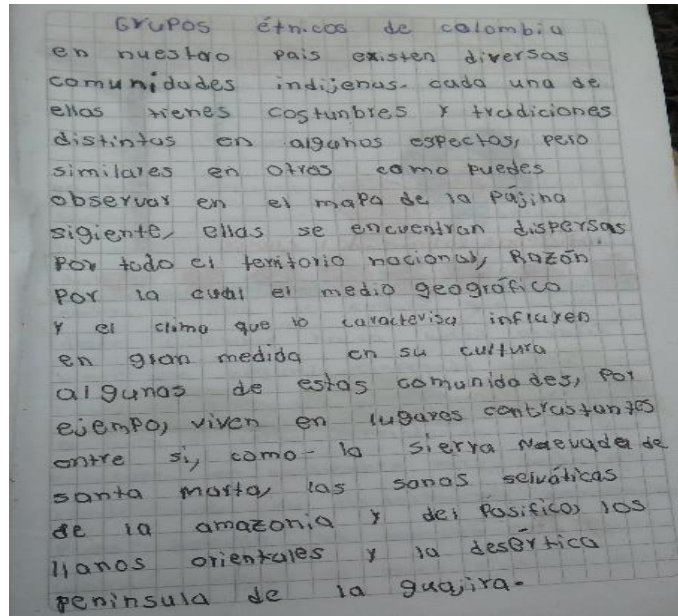 Grupos étnicos de colombia
en nuestaro pais existen diversas
comunidades indijenas. cada una de
ellas tienes costunbres y tradiciones
distintas en algunos espectos, pero
similares en otros como puedes
observar en el mapa de la pájina
sigiente, ellas se encuentran dispersas
por todo el territorio nacional, Razón
por la cual el medio geográfico
y el clima que lo caracterisa influyen
en gran medida en su cultura
algunas de estas comunidades, por
ejempo, viven en lugares contrastantes
entre si, como - la sierra Naevada de
santa marta, las sonas selváticas
de la amazonia y del Posifico, los
llanos orientales y la desértica
peninsula de la guajira.